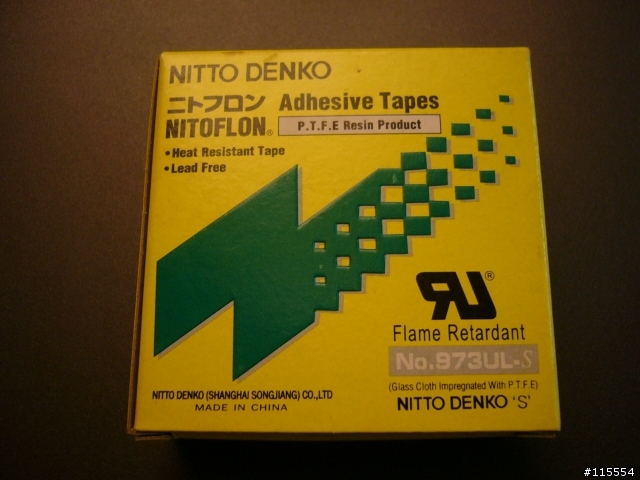 NITTO DENKO
ニトフロン Adhesive Tapes
NITOFLON® P.T.F.E Resin Product
•Heat Resistant Tape
•Lead Free
RU®
Flame Retardant
No.973UL-S
(Glass Cloth Impregnated With P.T.F.E)
NITTO DENKO 'S'
NITTO DENKO (SHANGHAI SONGJIANG) CO.,LTD
MADE IN CHINA
#115554